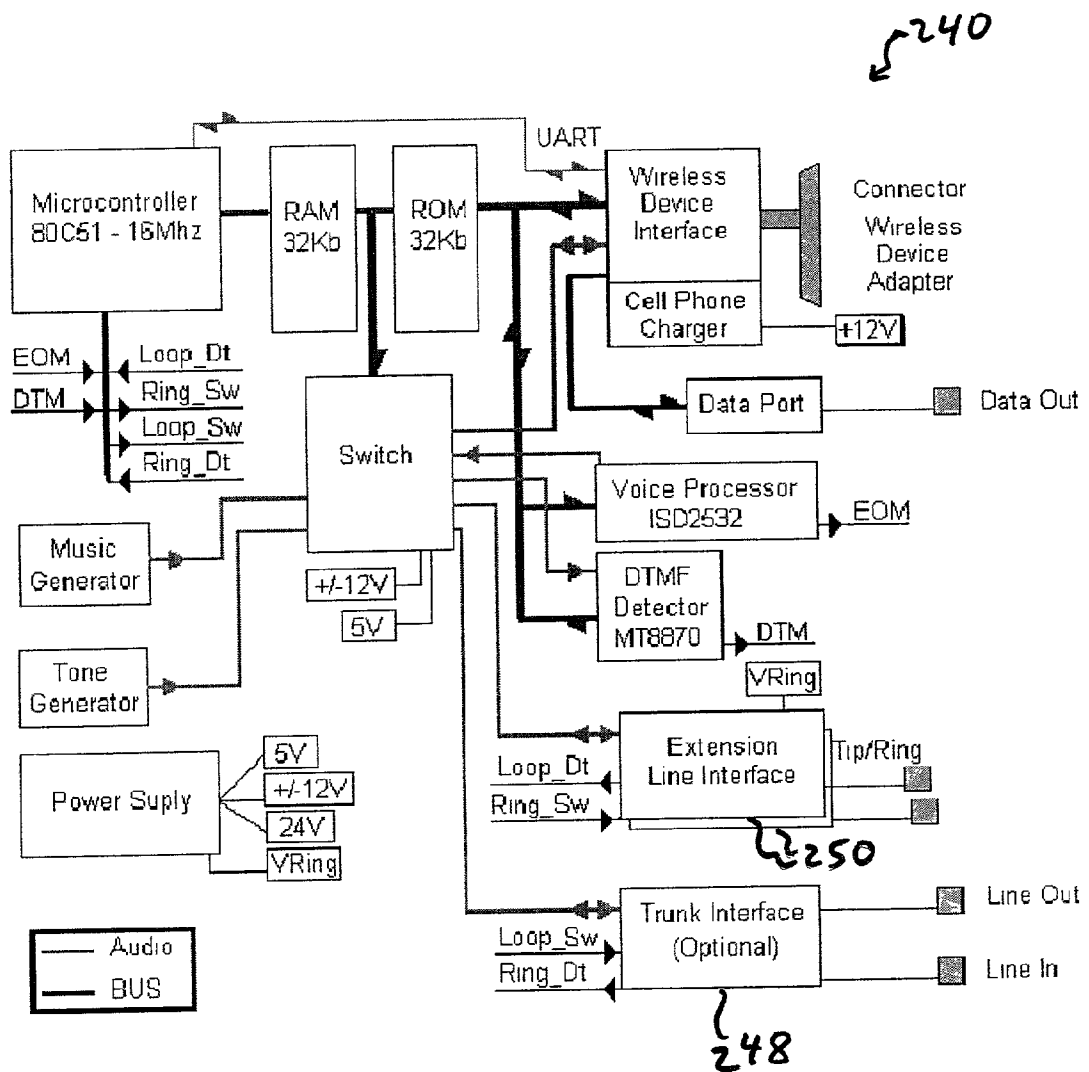 240
UART
Microcontroller
80C51 - 16Mhz
RAM
32Kb
ROM
32Kb
Wireless
Device
Interface
Connector
Wireless
Device
Adapter
Cell Phone
Charger
+12V
EOM
Loop_Dt
DTM
Ring_Sw
Loop_Sw
Ring_Dt
Switch
Data Port
Data Out
Voice Processor
ISD2532
EOM
Music
Generator
+/-12V
5V
DTMF
Detector
MT8870
DTM
Tone
Generator
VRing
Extension
Line Interface
Tip/Ring
Loop_Dt
Ring_Sw
250
Power Suply
5V
+/-12V
24V
VRing
Trunk Interface
(Optional)
Line Out
Loop_Sw
Ring_Dt
Line In
248
Audio
BUS